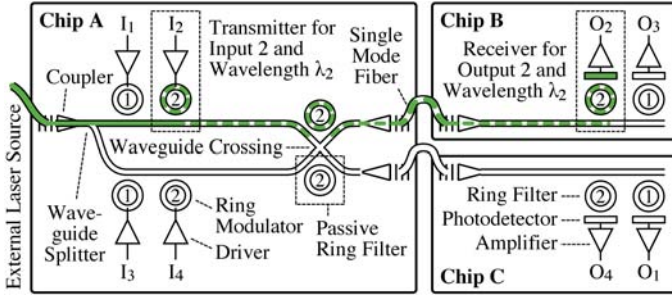 Chip A
I1
I2
Transmitter for
Input 2 and
Wavelength λ2
Single
Mode
Fiber
Chip B
O2
O3
Receiver for
Output 2 and
Wavelength λ2
Coupler
1
2
2
2
1
External Laser Source
Waveguide Crossing
2
Wave-
guide
Splitter
1
2
Ring
Modulator
Driver
Passive
Ring Filter
I3
I4
Ring Filter
Photodetector
Amplifier
2
1
Chip C
O4
O1